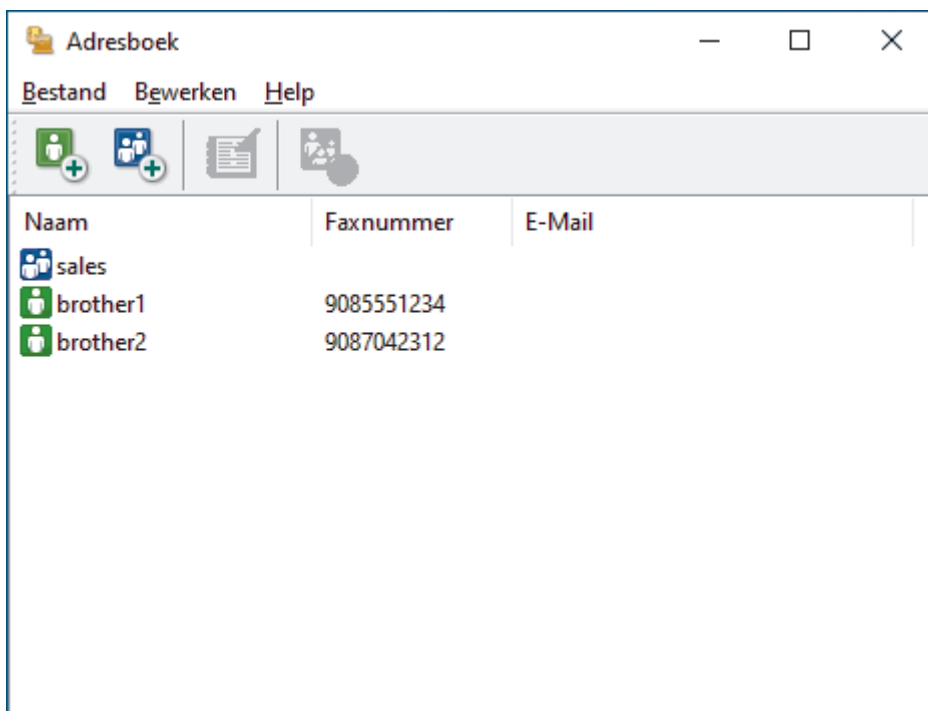 Adresboek
Bestand Bewerken Help
Naam Faxnummer E-Mail
sales
brother1 9085551234
brother2 9087042312